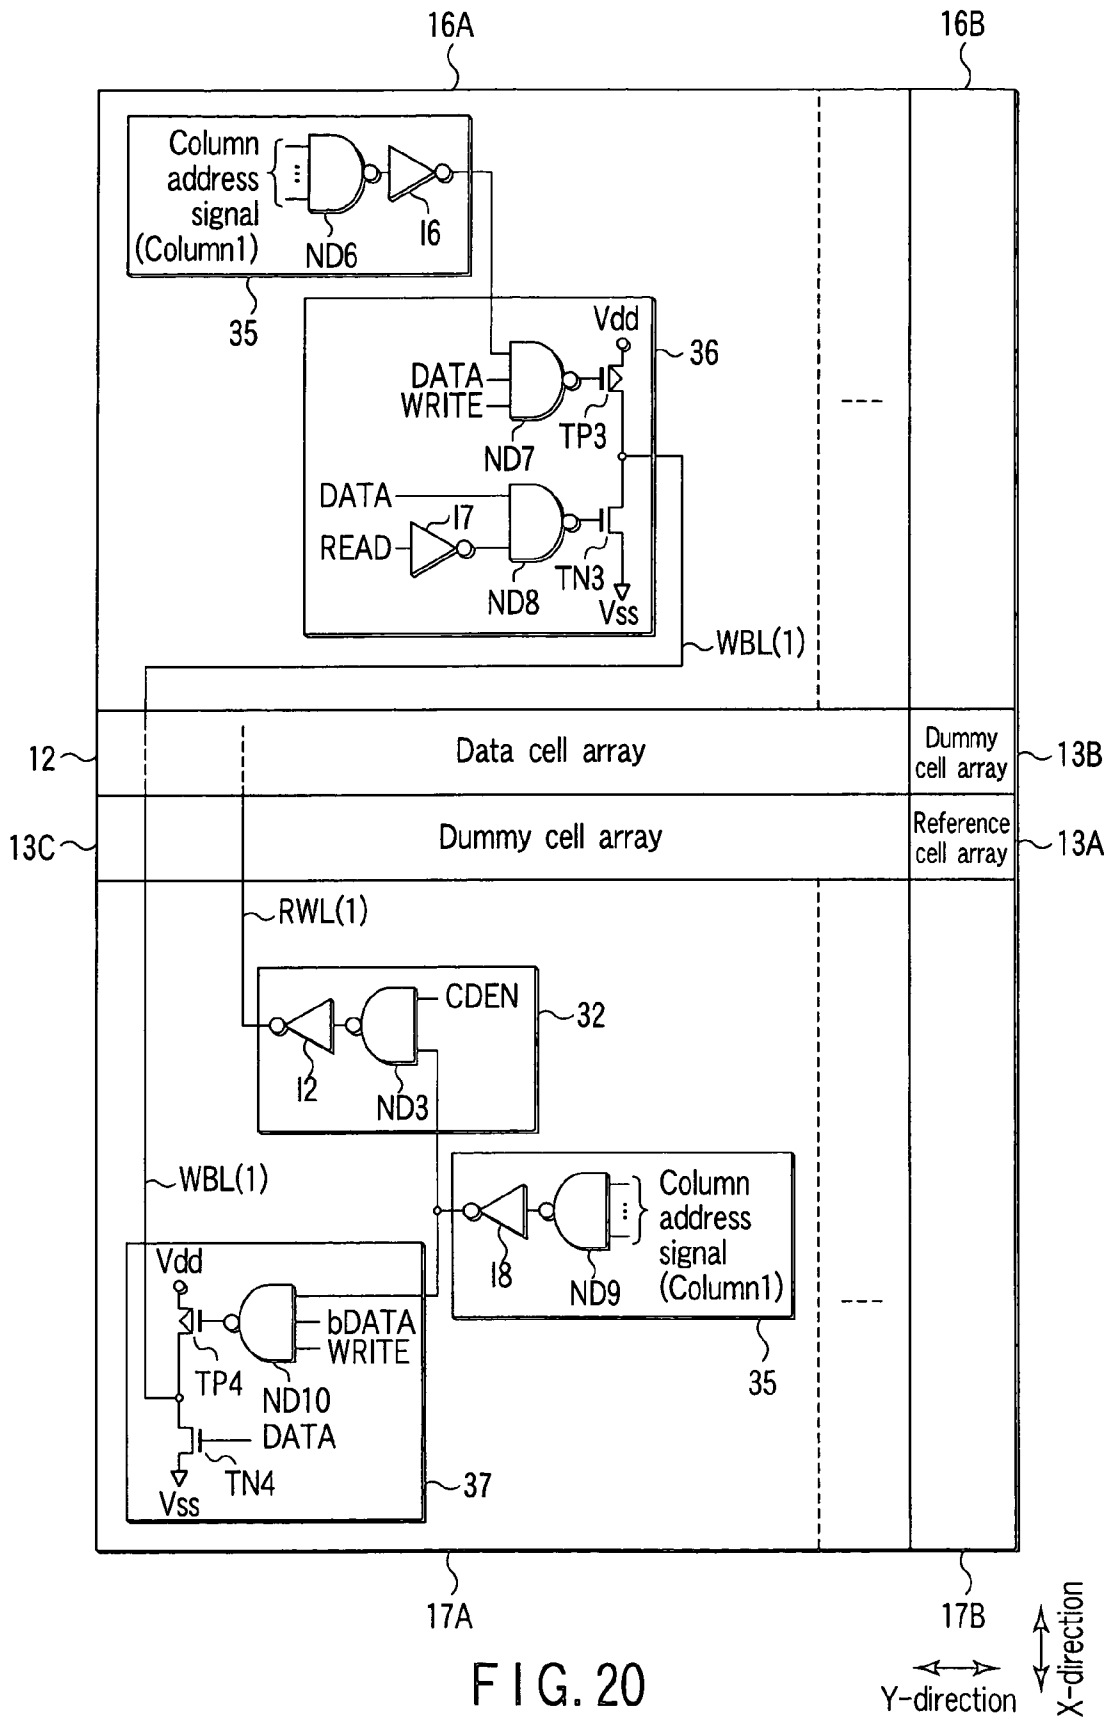 16A
16B
Column
address
signal
(Column1)
ND6
I6
35
Vdd
36
DATA
WRITE
TP3
ND7
DATA
I7
READ
TN3
ND8
Vss
WBL(1)
12
Data cell array
Dummy
cell array
13B
13C
Dummy cell array
Reference
cell array
13A
RWL(1)
CDEN
32
I2
ND3
WBL(1)
Column
address
signal
(Column1)
I8
ND9
Vdd
bDATA
WRITE
TP4
ND10
35
DATA
TN4
37
Vss
17A
17B
X-direction
Y-direction
FIG. 20